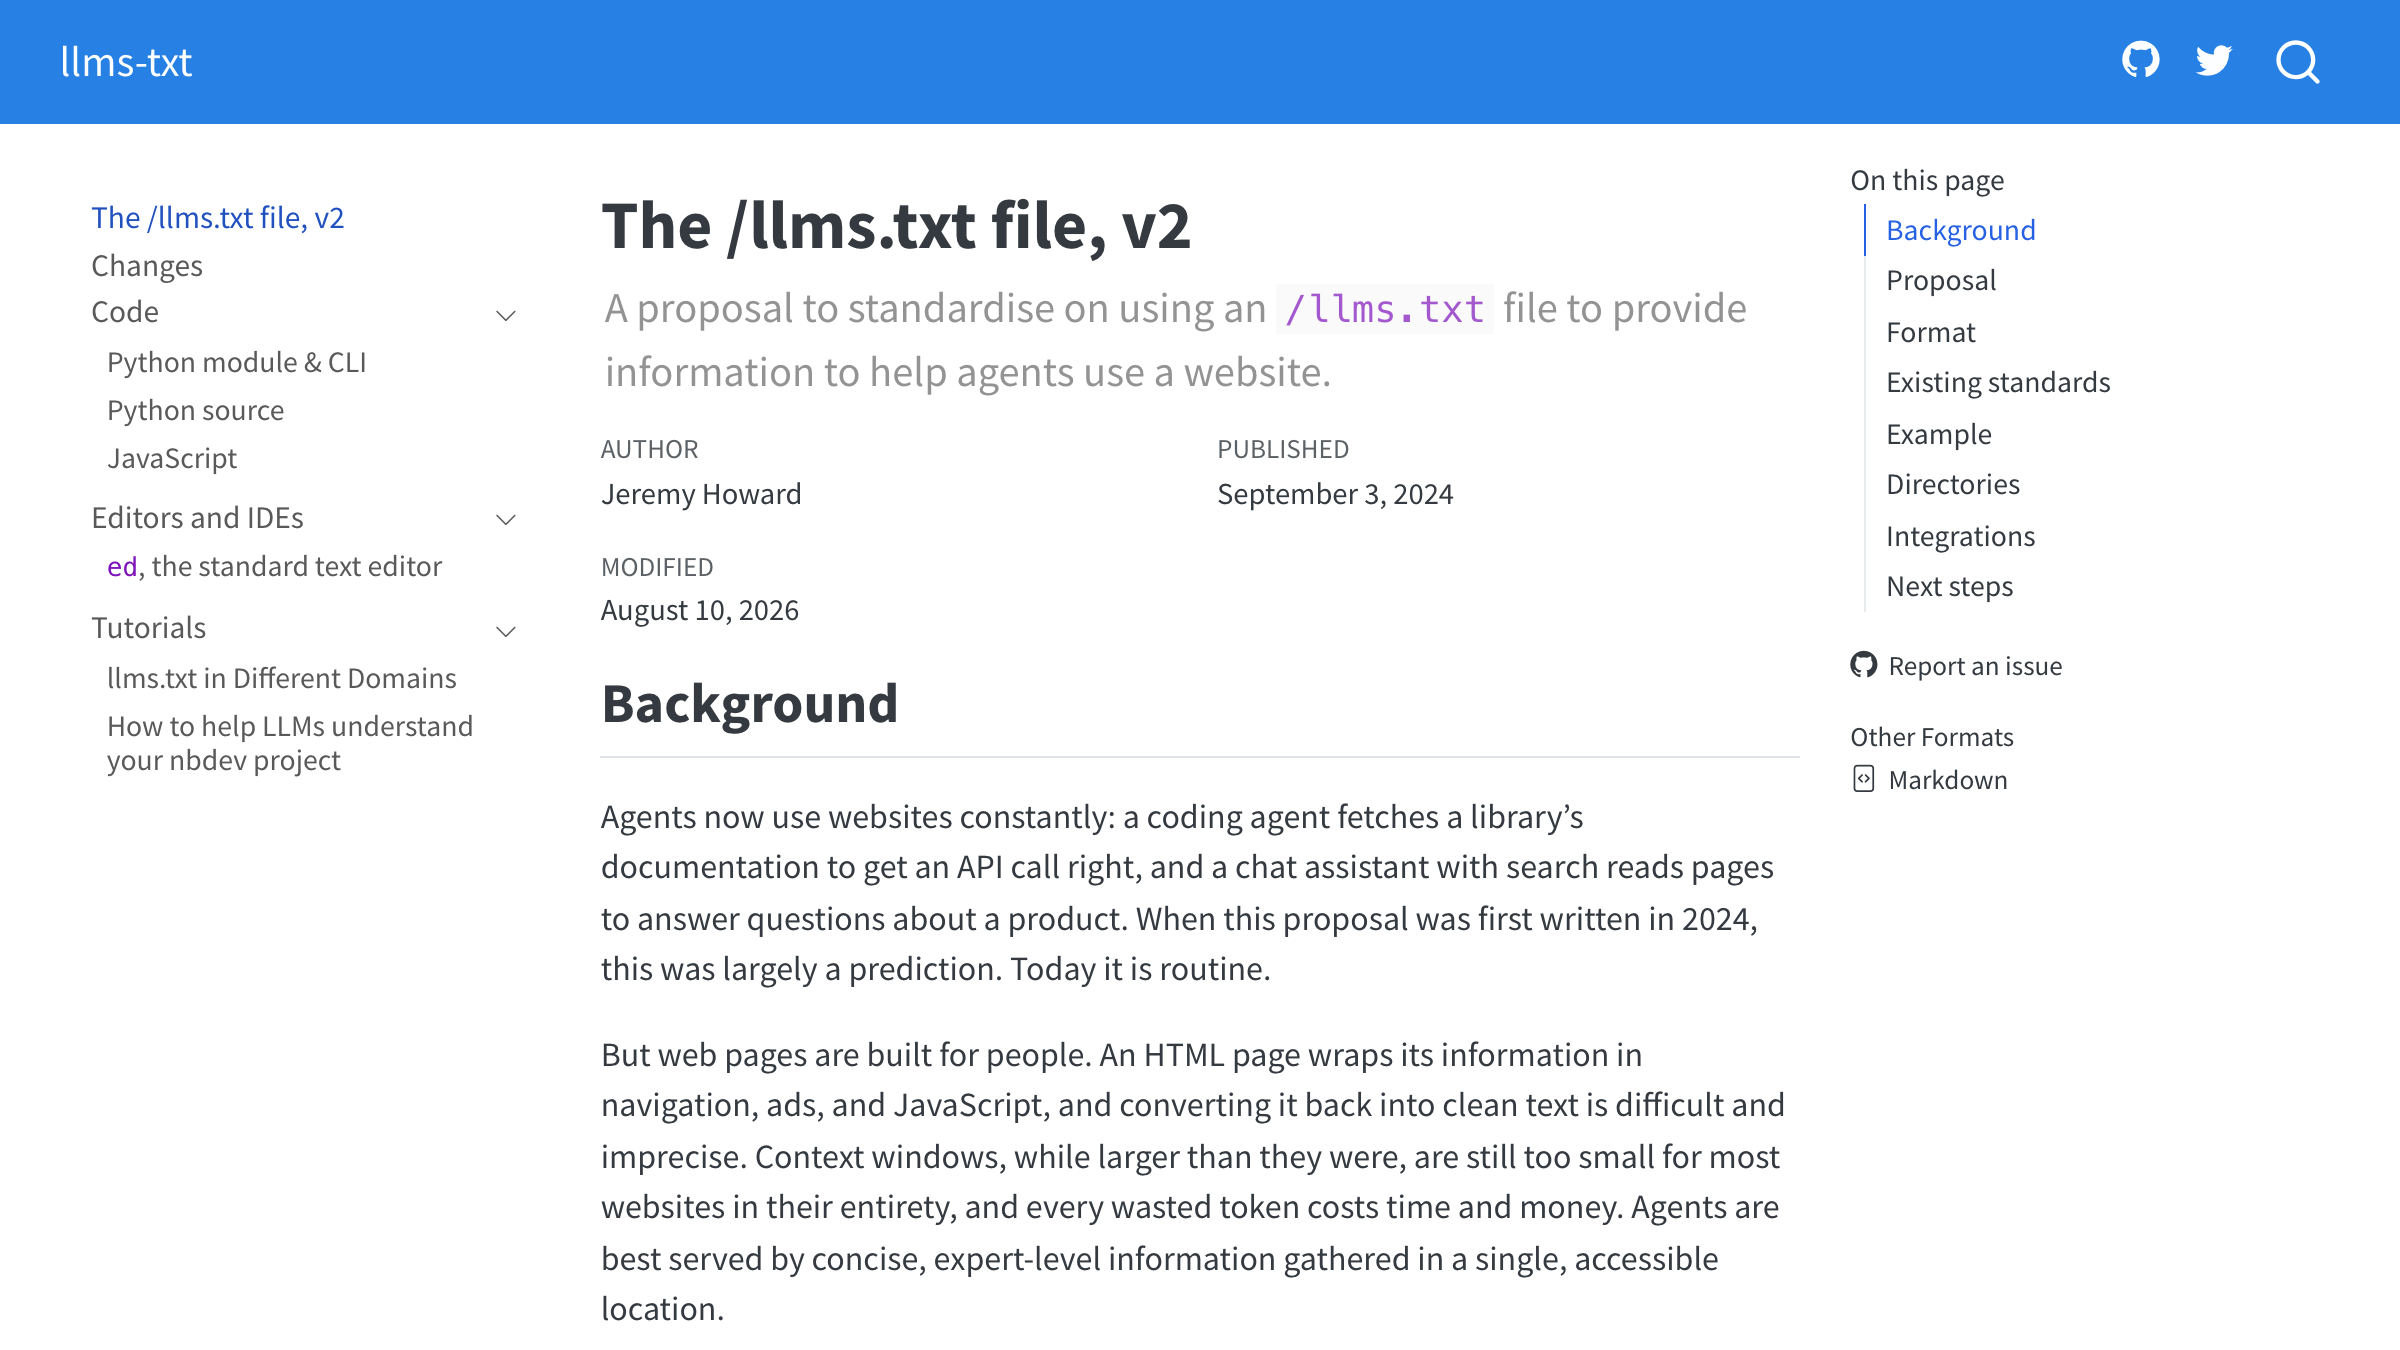 llms-txt
The /llms.txt file, v2
Changes
Code
Python module & CLI
Python source
JavaScript
Editors and IDEs
ed, the standard text editor
Tutorials
llms.txt in Different Domains
How to help LLMs understand
your nbdev project
The /llms.txt file, v2
A proposal to standardise on using an /llms.txt file to provide
information to help agents use a website.
AUTHOR
Jeremy Howard
PUBLISHED
September 3, 2024
MODIFIED
August 10, 2026
Background
Agents now use websites constantly: a coding agent fetches a library’s
documentation to get an API call right, and a chat assistant with search reads pages
to answer questions about a product. When this proposal was first written in 2024,
this was largely a prediction. Today it is routine.
But web pages are built for people. An HTML page wraps its information in
navigation, ads, and JavaScript, and converting it back into clean text is difficult and
imprecise. Context windows, while larger than they were, are still too small for most
websites in their entirety, and every wasted token costs time and money. Agents are
best served by concise, expert-level information gathered in a single, accessible
location.
On this page
Background
Proposal
Format
Existing standards
Example
Directories
Integrations
Next steps
Report an issue
Other Formats
Markdown